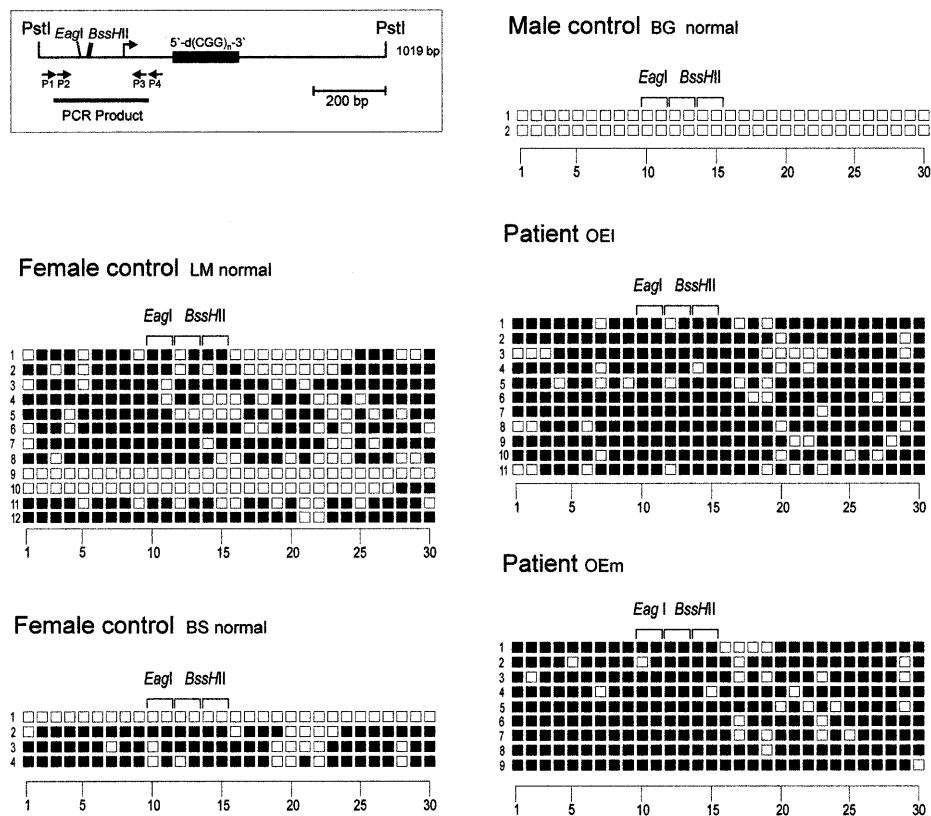 PstI
EagI BssHII
5`-d(CGG)n-3`
PstI
1019 bp
P1 P2 P3 P4
200 bp
PCR Product
Male control BG normal
EagI BssHII
1
2
1 5 10 15 20 25 30
Female control LM normal
EagI BssHII
1
2
3
4
5
6
7
8
9
10
11
12
1 5 10 15 20 25 30
Patient OEl
EagI BssHII
1
2
3
4
5
6
7
8
9
10
11
1 5 10 15 20 25 30
Female control BS normal
EagI BssHII
1
2
3
4
1 5 10 15 20 25 30
Patient OEm
Eag I BssHII
1
2
3
4
5
6
7
8
9
1 5 10 15 20 25 30